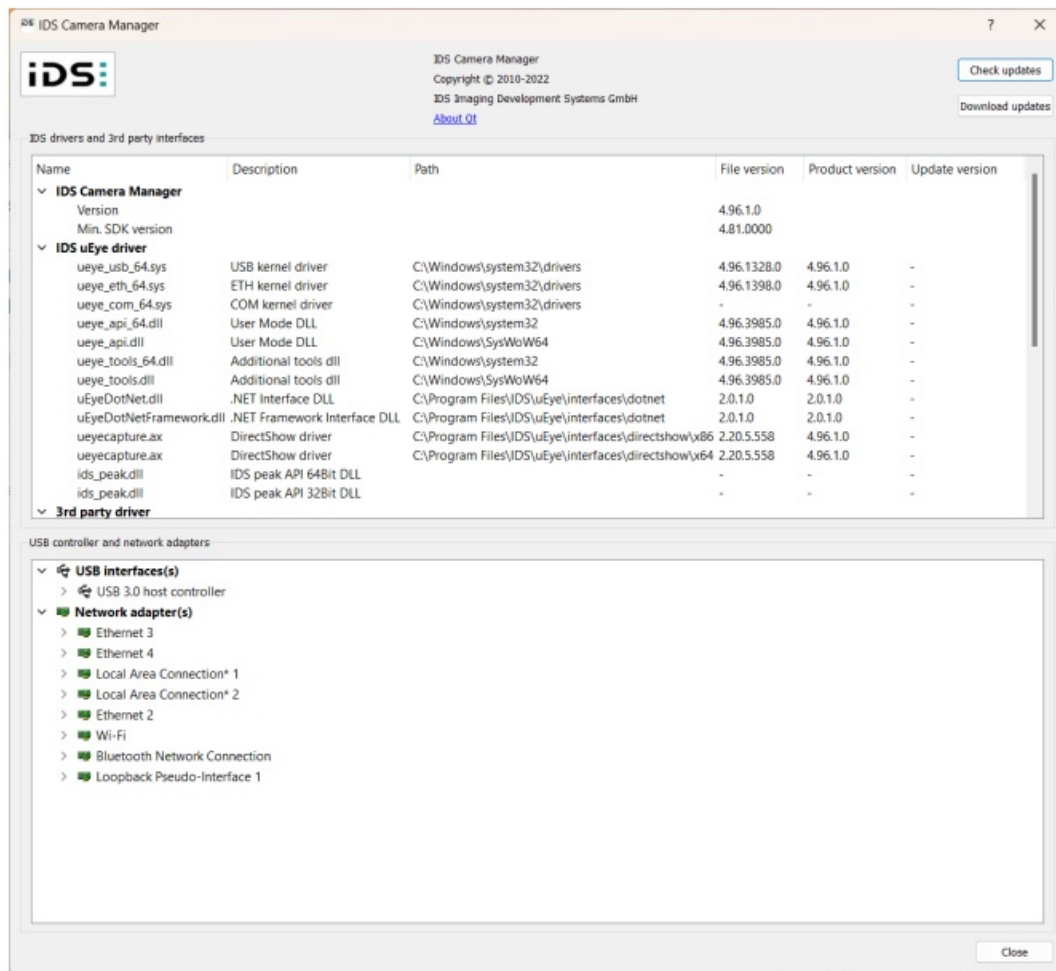 IDS IDS Camera Manager ? ×
iDS:
IDS Camera Manager
Copyright © 2010-2022
IDS Imaging Development Systems GmbH
About Qt
Check updates
Download updates
IDS drivers and 3rd party interfaces
Name Description Path File version Product version Update version
IDS Camera Manager
Version 4.96.1.0
Min. SDK version 4.81.0000
IDS uEye driver
ueye_usb_64.sys USB kernel driver C:\Windows\system32\drivers 4.96.1328.0 4.96.1.0 -
ueye_eth_64.sys ETH kernel driver C:\Windows\system32\drivers 4.96.1398.0 4.96.1.0 -
ueye_com_64.sys COM kernel driver C:\Windows\system32\drivers - - -
ueye_api_64.dll User Mode DLL C:\Windows\system32 4.96.3985.0 4.96.1.0 -
ueye_api.dll User Mode DLL C:\Windows\SysWoW64 4.96.3985.0 4.96.1.0 -
ueye_tools_64.dll Additional tools dll C:\Windows\system32 4.96.3985.0 4.96.1.0 -
ueye_tools.dll Additional tools dll C:\Windows\SysWoW64 4.96.3985.0 4.96.1.0 -
uEyeDotNet.dll .NET Interface DLL C:\Program Files\IDS\uEye\interfaces\dotnet 2.0.1.0 2.0.1.0 -
uEyeDotNetFramework.dll .NET Framework Interface DLL C:\Program Files\IDS\uEye\interfaces\dotnet 2.0.1.0 2.0.1.0 -
ueyecapture.ax DirectShow driver C:\Program Files\IDS\uEye\interfaces\directshow\x86 2.20.5.558 4.96.1.0 -
ueyecapture.ax DirectShow driver C:\Program Files\IDS\uEye\interfaces\directshow\x64 2.20.5.558 4.96.1.0 -
ids_peak.dll IDS peak API 64Bit DLL - - -
ids_peak.dll IDS peak API 32Bit DLL - - -
3rd party driver
USB controller and network adapters
USB interfaces(s)
USB 3.0 host controller
Network adapter(s)
Ethernet 3
Ethernet 4
Local Area Connection* 1
Local Area Connection* 2
Ethernet 2
Wi-Fi
Bluetooth Network Connection
Loopback Pseudo-Interface 1
Close